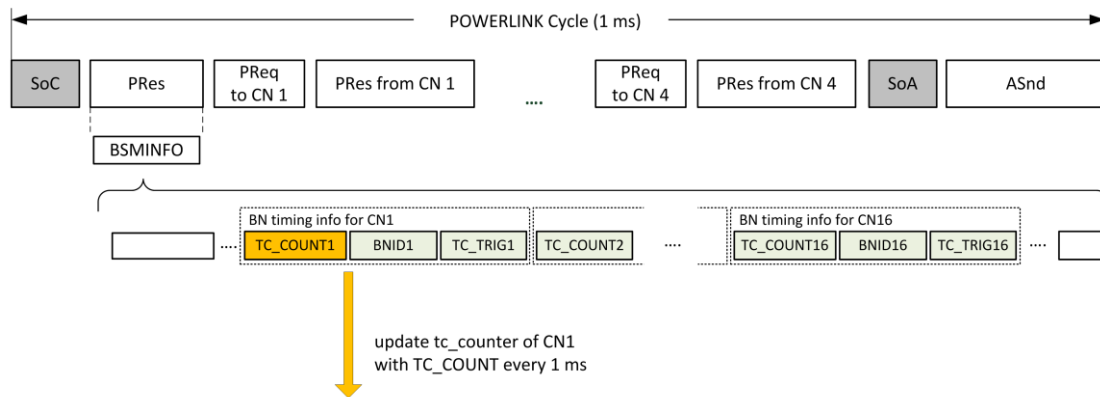 POWERLINK Cycle (1 ms)
SoC
PRes
PReq
to CN 1
PRes from CN 1
....
PReq
to CN 4
PRes from CN 4
SoA
ASnd
BSMINFO
BN timing info for CN1
BN timing info for CN16
....
TC_COUNT1
BNID1
TC_TRIG1
TC_COUNT2
....
TC_COUNT16
BNID16
TC_TRIG16
....
update tc_counter of CN1
with TC_COUNT every 1 ms